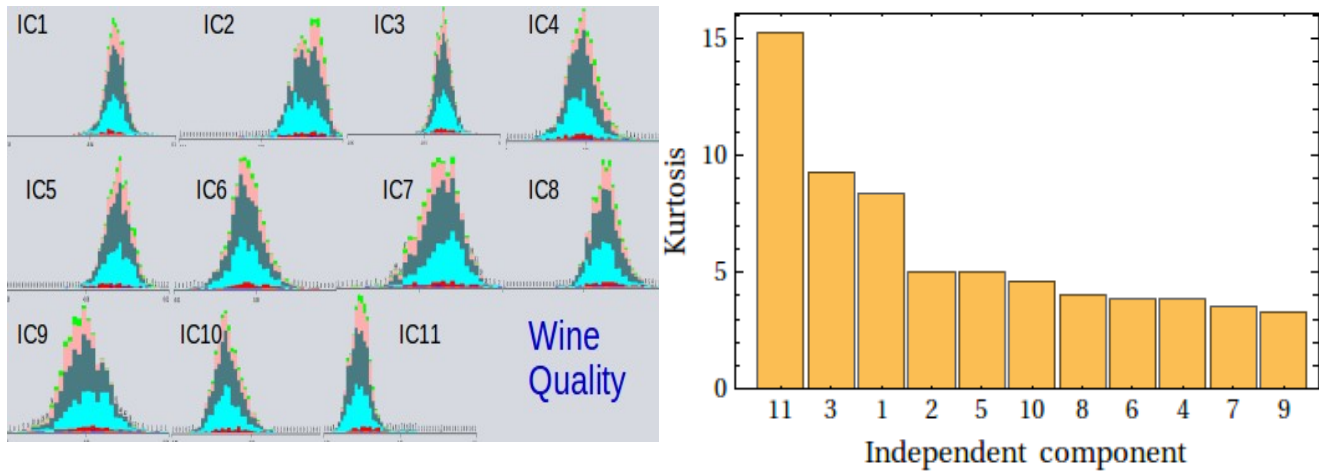 IC1
IC2
IC3
IC4
IC5
IC6
IC7
IC8
IC9
IC10
IC11
Wine
Quality
15
10
5
0
Kurtosis
11 3 1 2 5 10 8 6 4 7 9
Independent component